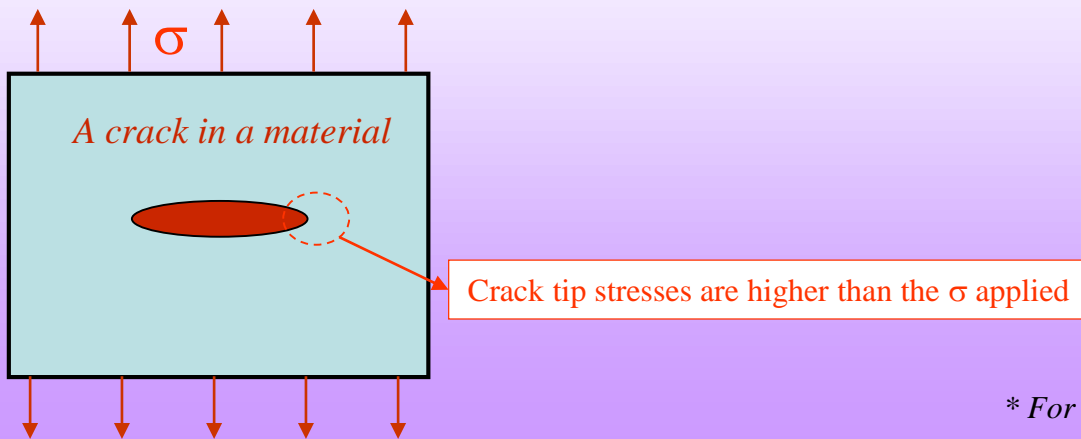 σ
A crack in a material
Crack tip stresses are higher than the σ applied
* For